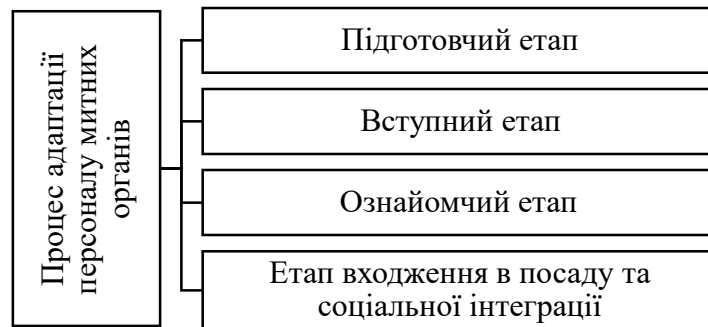 Процес адаптації
персоналу митних
органів
Підготовчий етап
Вступний етап
Ознайомчий етап
Етап входження в посаду та
соціальної інтеграції